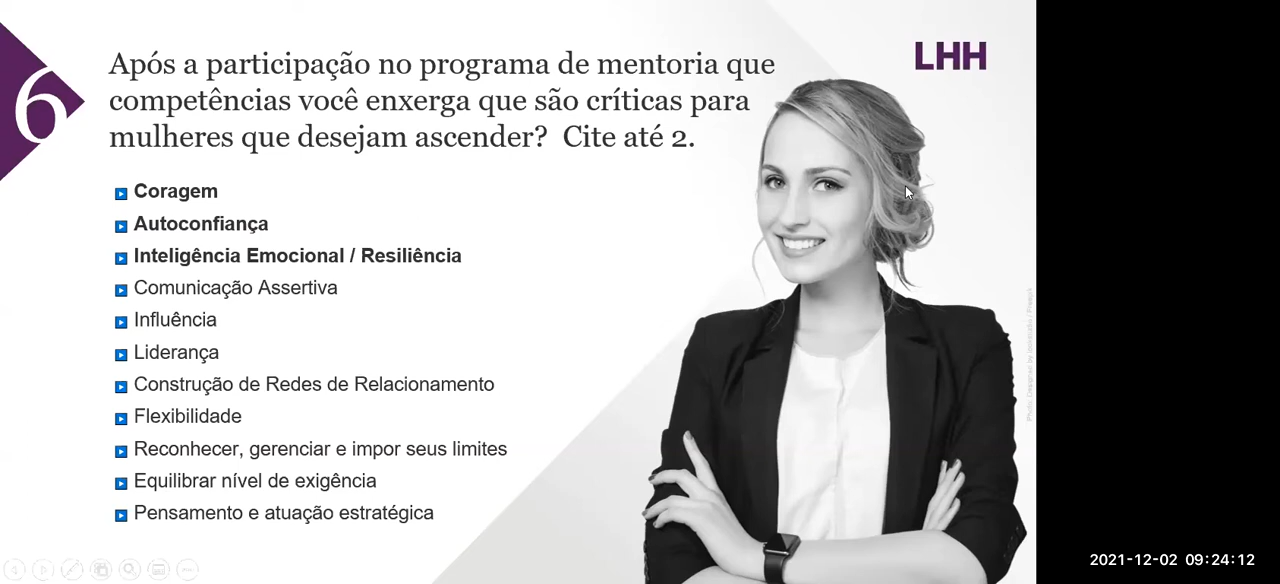 6
LHH
Após a participação no programa de mentoria que
competências você enxerga que são críticas para
mulheres que desejam ascender?  Cite até 2.
Coragem
Autoconfiança
Inteligência Emocional / Resiliência
Comunicação Assertiva
Influência
Liderança
Construção de Redes de Relacionamento
Flexibilidade
Reconhecer, gerenciar e impor seus limites
Equilibrar nível de exigência
Pensamento e atuação estratégica
2021-12-02 09:24:12